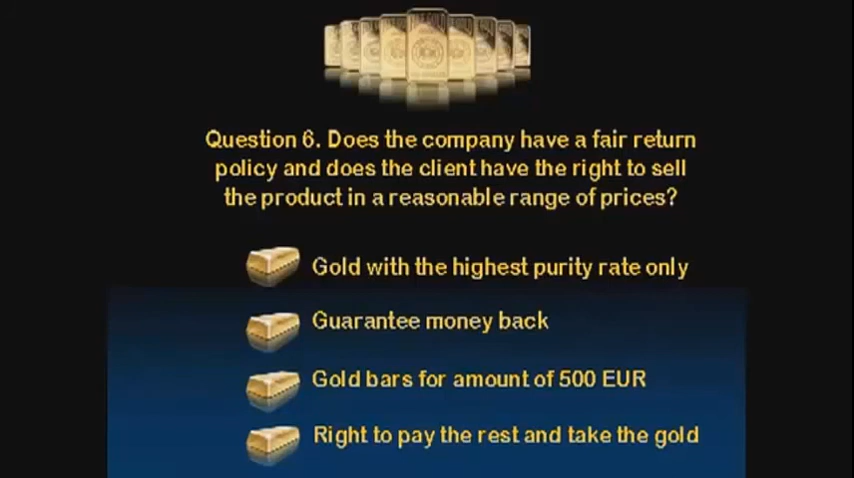 Question 6. Does the company have a fair return
policy and does the client have the right to sell
the product in a reasonable range of prices?
Gold with the highest purity rate only
Guarantee money back
Gold bars for amount of 500 EUR
Right to pay the rest and take the gold